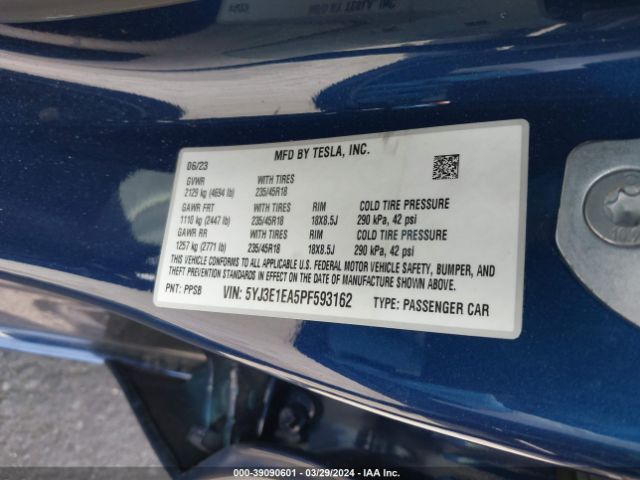 MFD BY TESLA, INC.
06/23
GVWR WITH TIRES
2129 kg (4694 lb) 235/45R18
GAWR FRT WITH TIRES RIM COLD TIRE PRESSURE
1110 kg (2447 lb) 235/45R18 18X8.5J 290 kPa, 42 psi
GAWR RR WITH TIRES RIM COLD TIRE PRESSURE
1257 kg (2771 lb) 235/45R18 18X8.5J 290 kPa, 42 psi
THIS VEHICLE CONFORMS TO ALL APPLICABLE U.S. FEDERAL MOTOR VEHICLE SAFETY, BUMPER, AND
THEFT PREVENTION STANDARDS IN EFFECT ON THE DATE OF MANUFACTURE SHOWN ABOVE.
PNT: PPSB VIN: 5YJ3E1EA5PF593162 TYPE: PASSENGER CAR
000-39090601 - 03/29/2024 - IAA Inc.